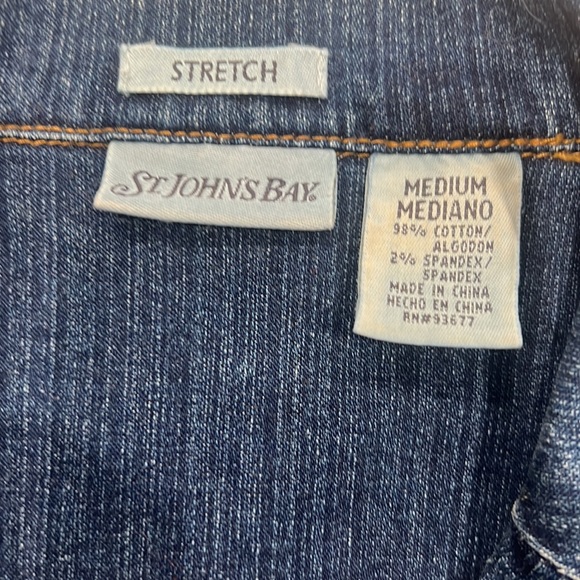 STRETCH
ST. JOHN'S BAY.
MEDIUM
MEDIANO
98% COTTON/
ALGODON
2% SPANDEX/
SPANDEX
MADE IN CHINA
HECHO EN CHINA
RN#93677